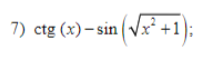 7) ctg (x) – sin (√x² +1);